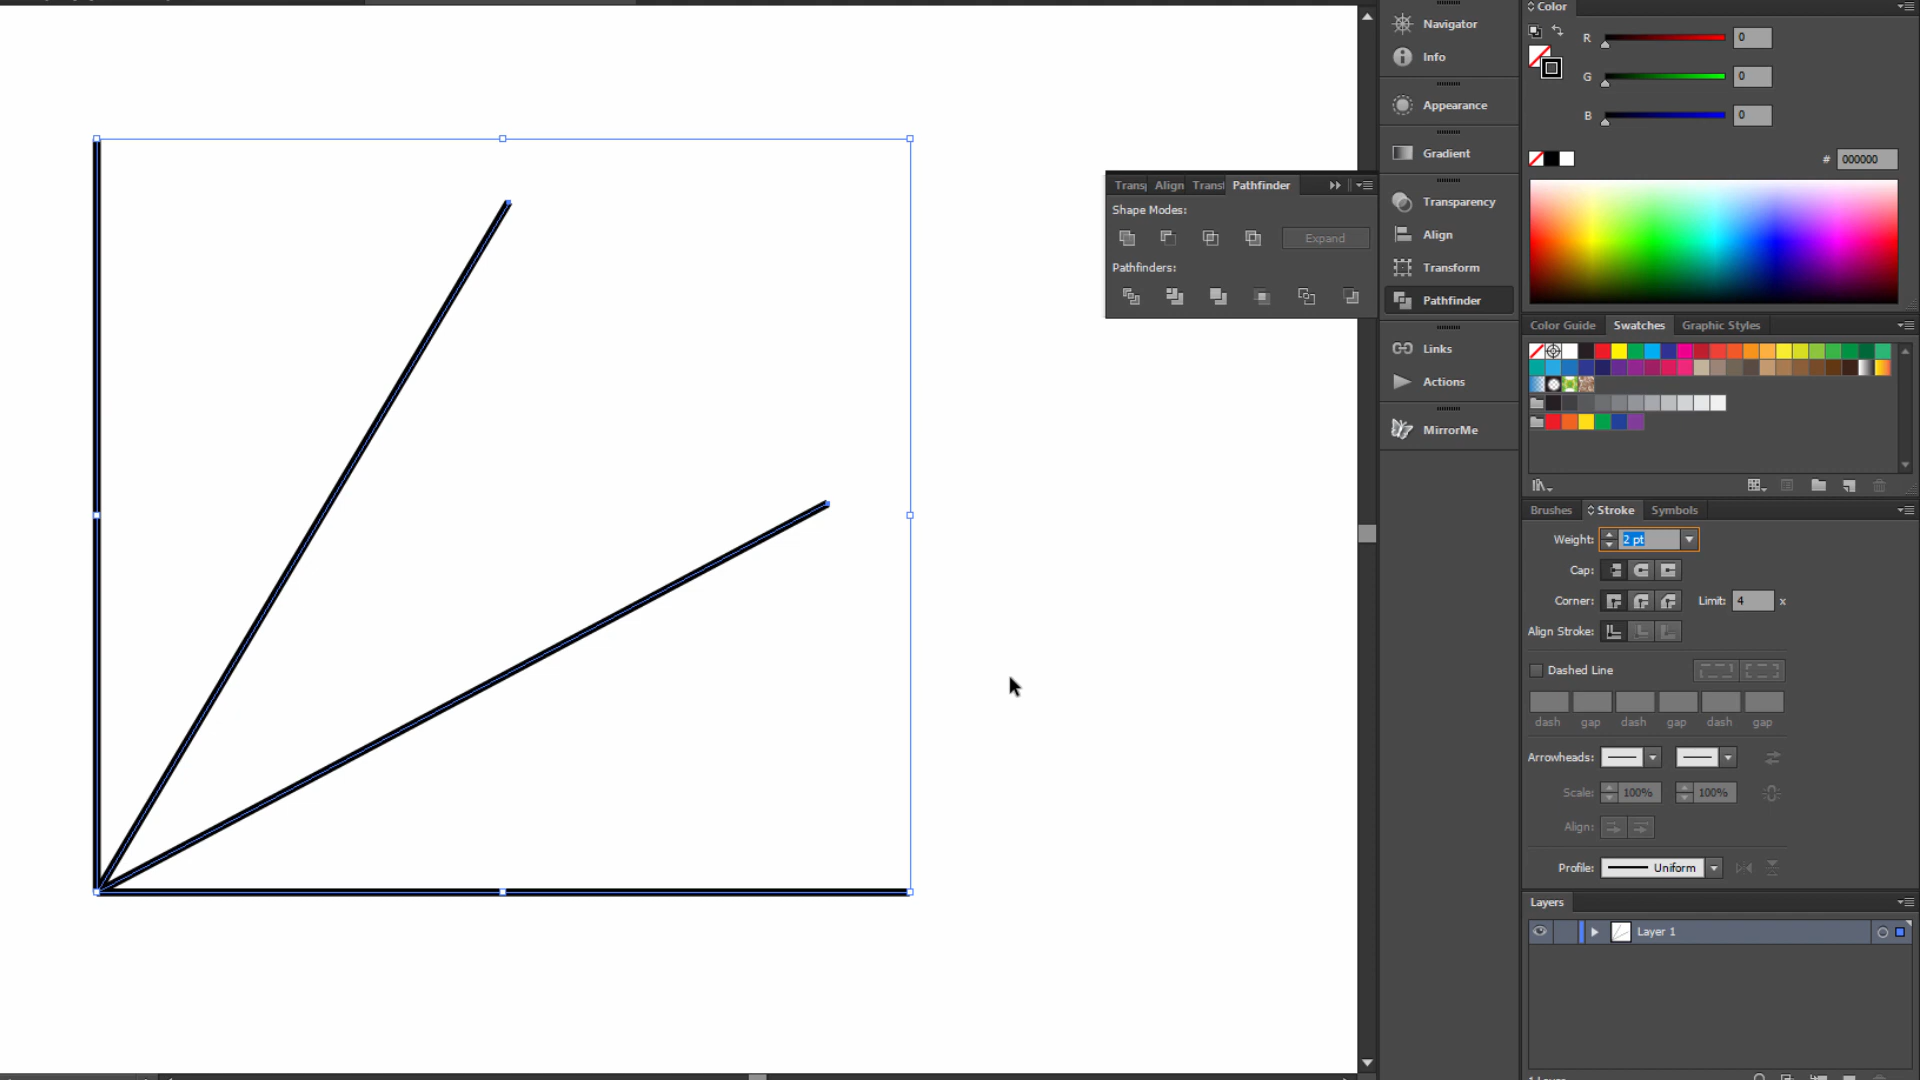 Navigator
Info
Appearance
Gradient
Transparency
Align
Transform
Pathfinder
Links
Actions
MirrorMe
Trans Align Transf Pathfinder
Shape Modes:
Expand
Pathfinders:
Color
R 0
G 0
B 0
# 000000
Color Guide Swatches Graphic Styles
Brushes Stroke Symbols
Weight: 2 pt
Cap:
Corner: Limit: 4 x
Align Stroke:
Dashed Line
dash gap dash gap dash gap
Arrowheads:
Scale: 100% 100%
Align:
Profile: Uniform
Layers
Layer 1